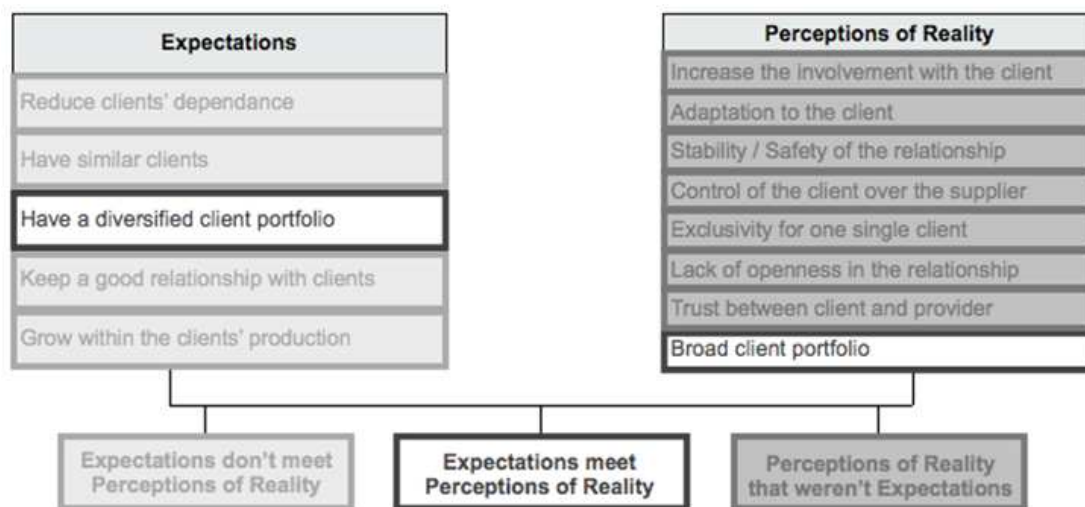 Expectations
Reduce clients' dependance
Have similar clients
Have a diversified client portfolio
Keep a good relationship with clients
Grow within the clients' production
Perceptions of Reality
Increase the involvement with the client
Adaptation to the client
Stability / Safety of the relationship
Control of the client over the supplier
Exclusivity for one single client
Lack of openness in the relationship
Trust between client and provider
Broad client portfolio
Expectations don't meet
Perceptions of Reality
Expectations meet
Perceptions of Reality
Perceptions of Reality
that weren't Expectations